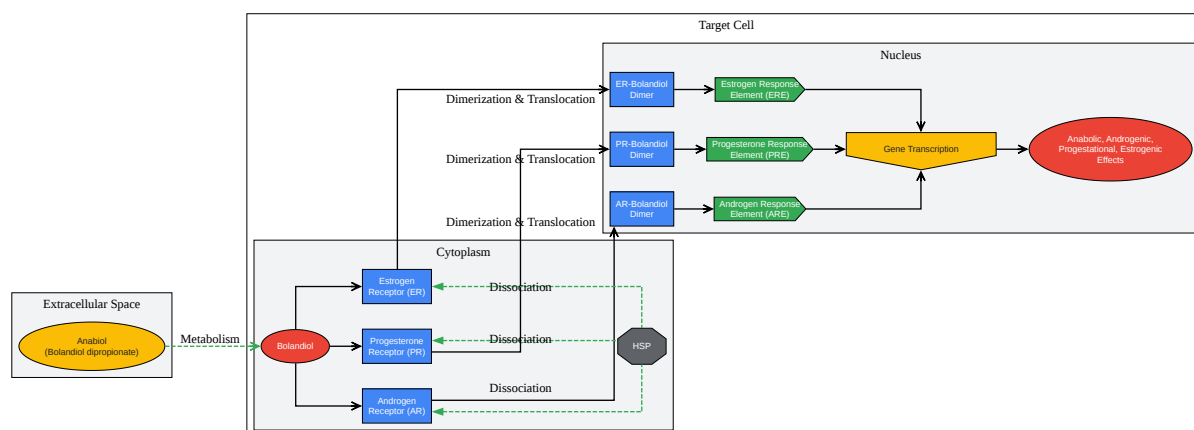 Target Cell
Nucleus
ER-Bolandiol
Dimer
Estrogen Response
Element (ERE)
Dimerization & Translocation
PR-Bolandiol
Dimer
Progesterone Response
Element (PRE)
Gene Transcription
Anabolic, Androgenic,
Progestational, Estrogenic
Effects
Dimerization & Translocation
AR-Bolandiol
Dimer
Androgen Response
Element (ARE)
Dimerization & Translocation
Cytoplasm
Estrogen
Receptor (ER)
Dissociation
Extracellular Space
Anabiol
(Bolandiol dipropionate)
Metabolism
Bolandiol
Progesterone
Receptor (PR)
Dissociation
HSP
Androgen
Receptor (AR)
Dissociation